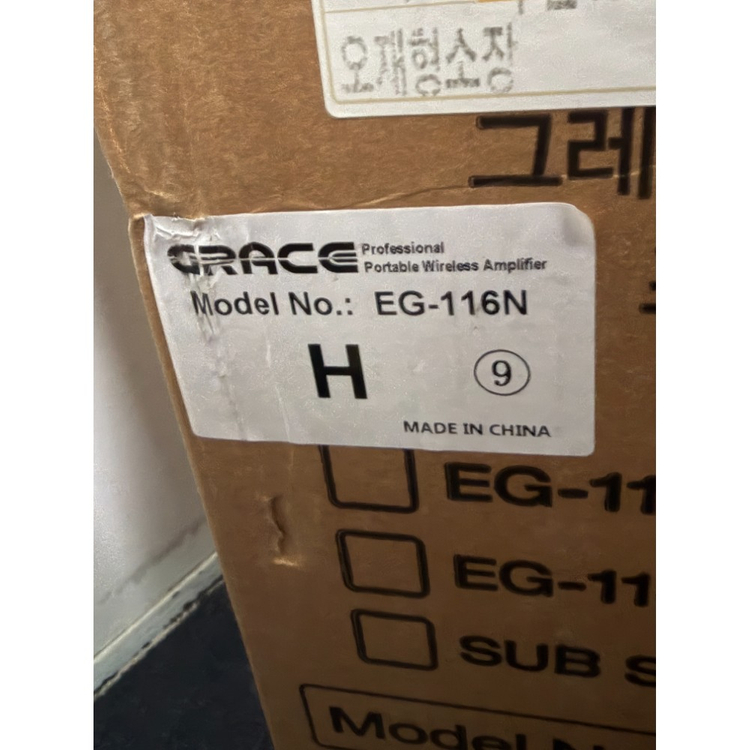 오재형소장
그레
GRACE Professional
Portable Wireless Amplifier
Model No.: EG-116N
H ⑨
MADE IN CHINA
EG-11
EG-11
SUB S
Model N